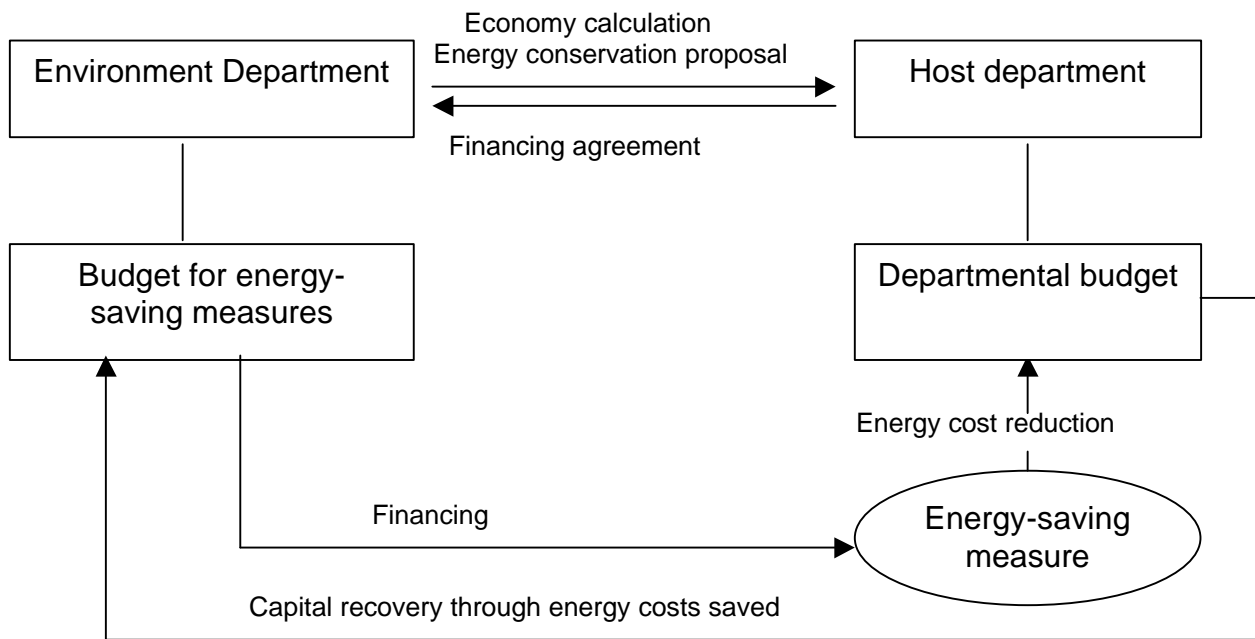 Economy calculation
Energy conservation proposal
Environment Department
Host department
Financing agreement
Budget for energy-
saving measures
Departmental budget
Energy cost reduction
Financing
Energy-saving
measure
Capital recovery through energy costs saved